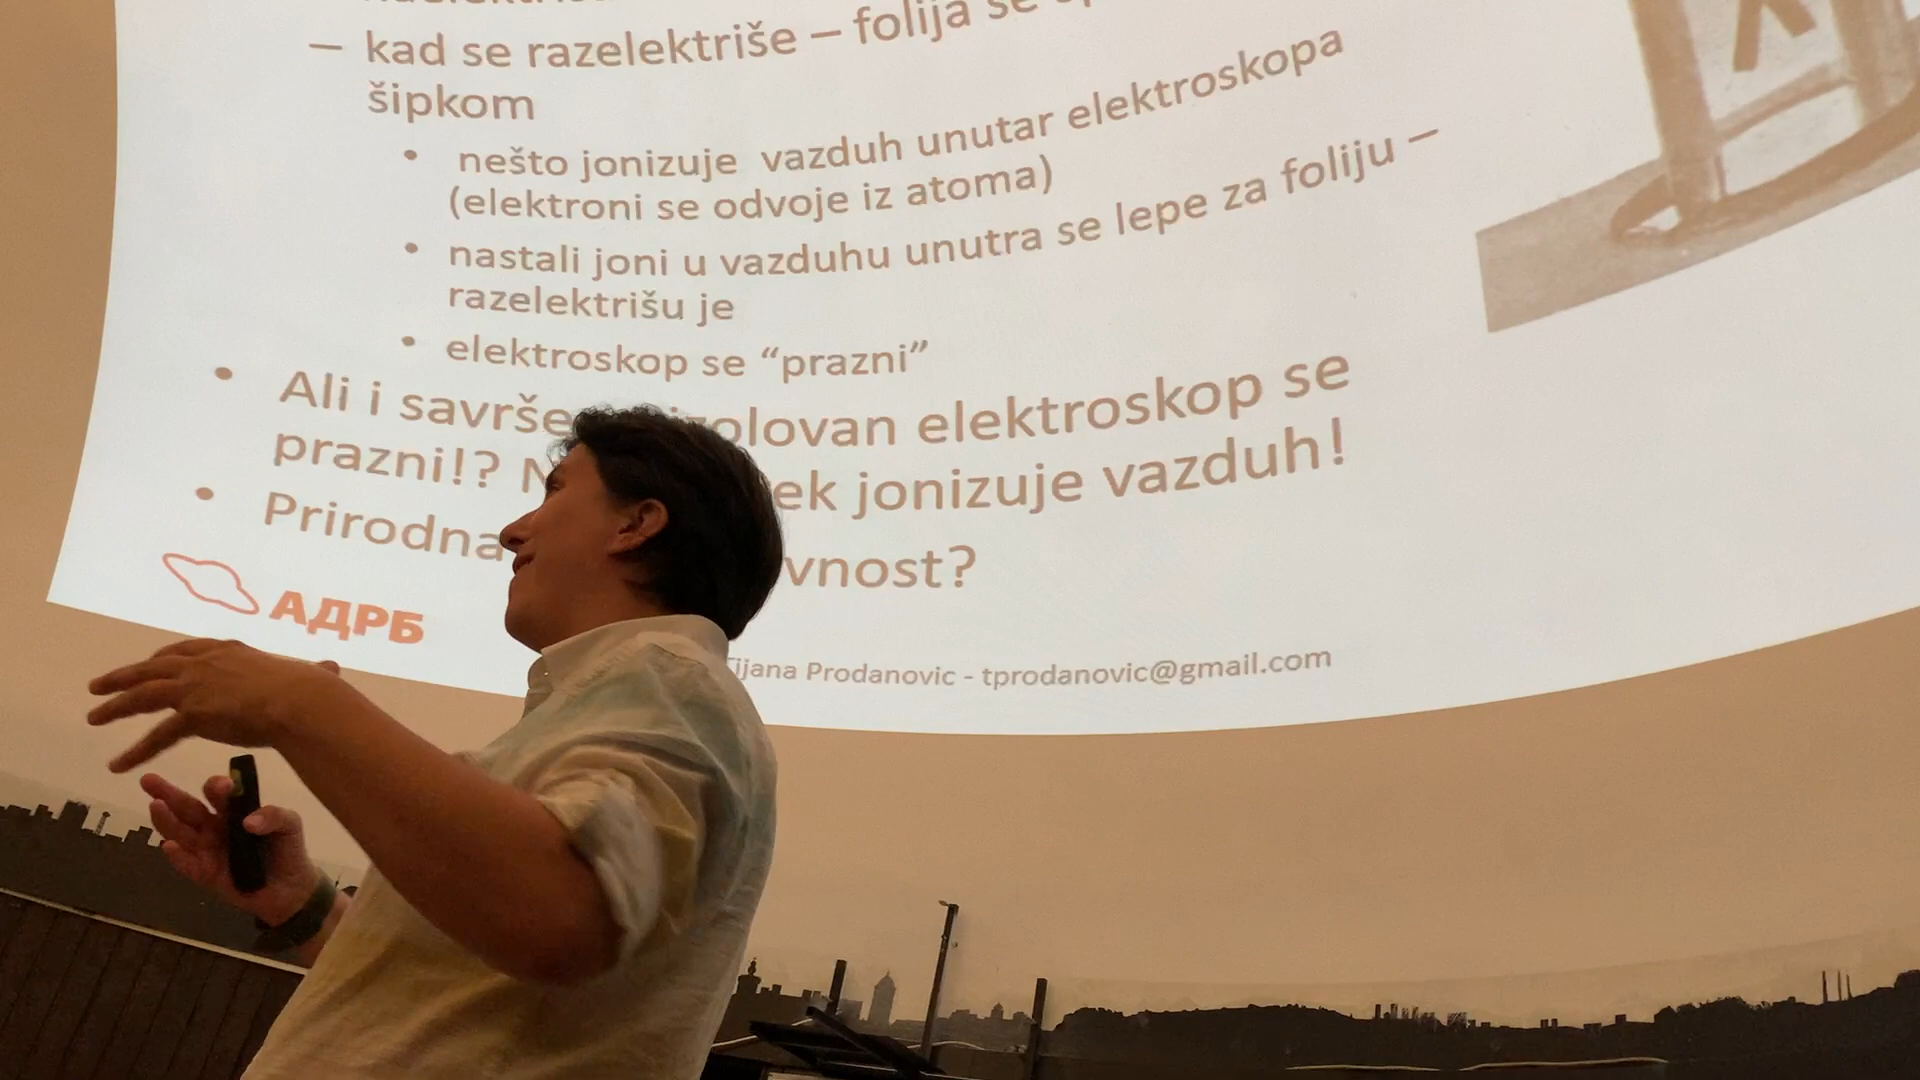 – kad se razelektriše – folija se
šipkom
• nešto jonizuje vazduh unutar elektroskopa
(elektroni se odvoje iz atoma)
• nastali joni u vazduhu unutra se lepe za foliju –
razelektrišu je
• elektroskop se “prazni”
• Ali i savrše izolovan elektroskop se
prazni!? N ek jonizuje vazduh!
• Prirodna vnost?
АДРБ
Tijana Prodanovic - tprodanovic@gmail.com